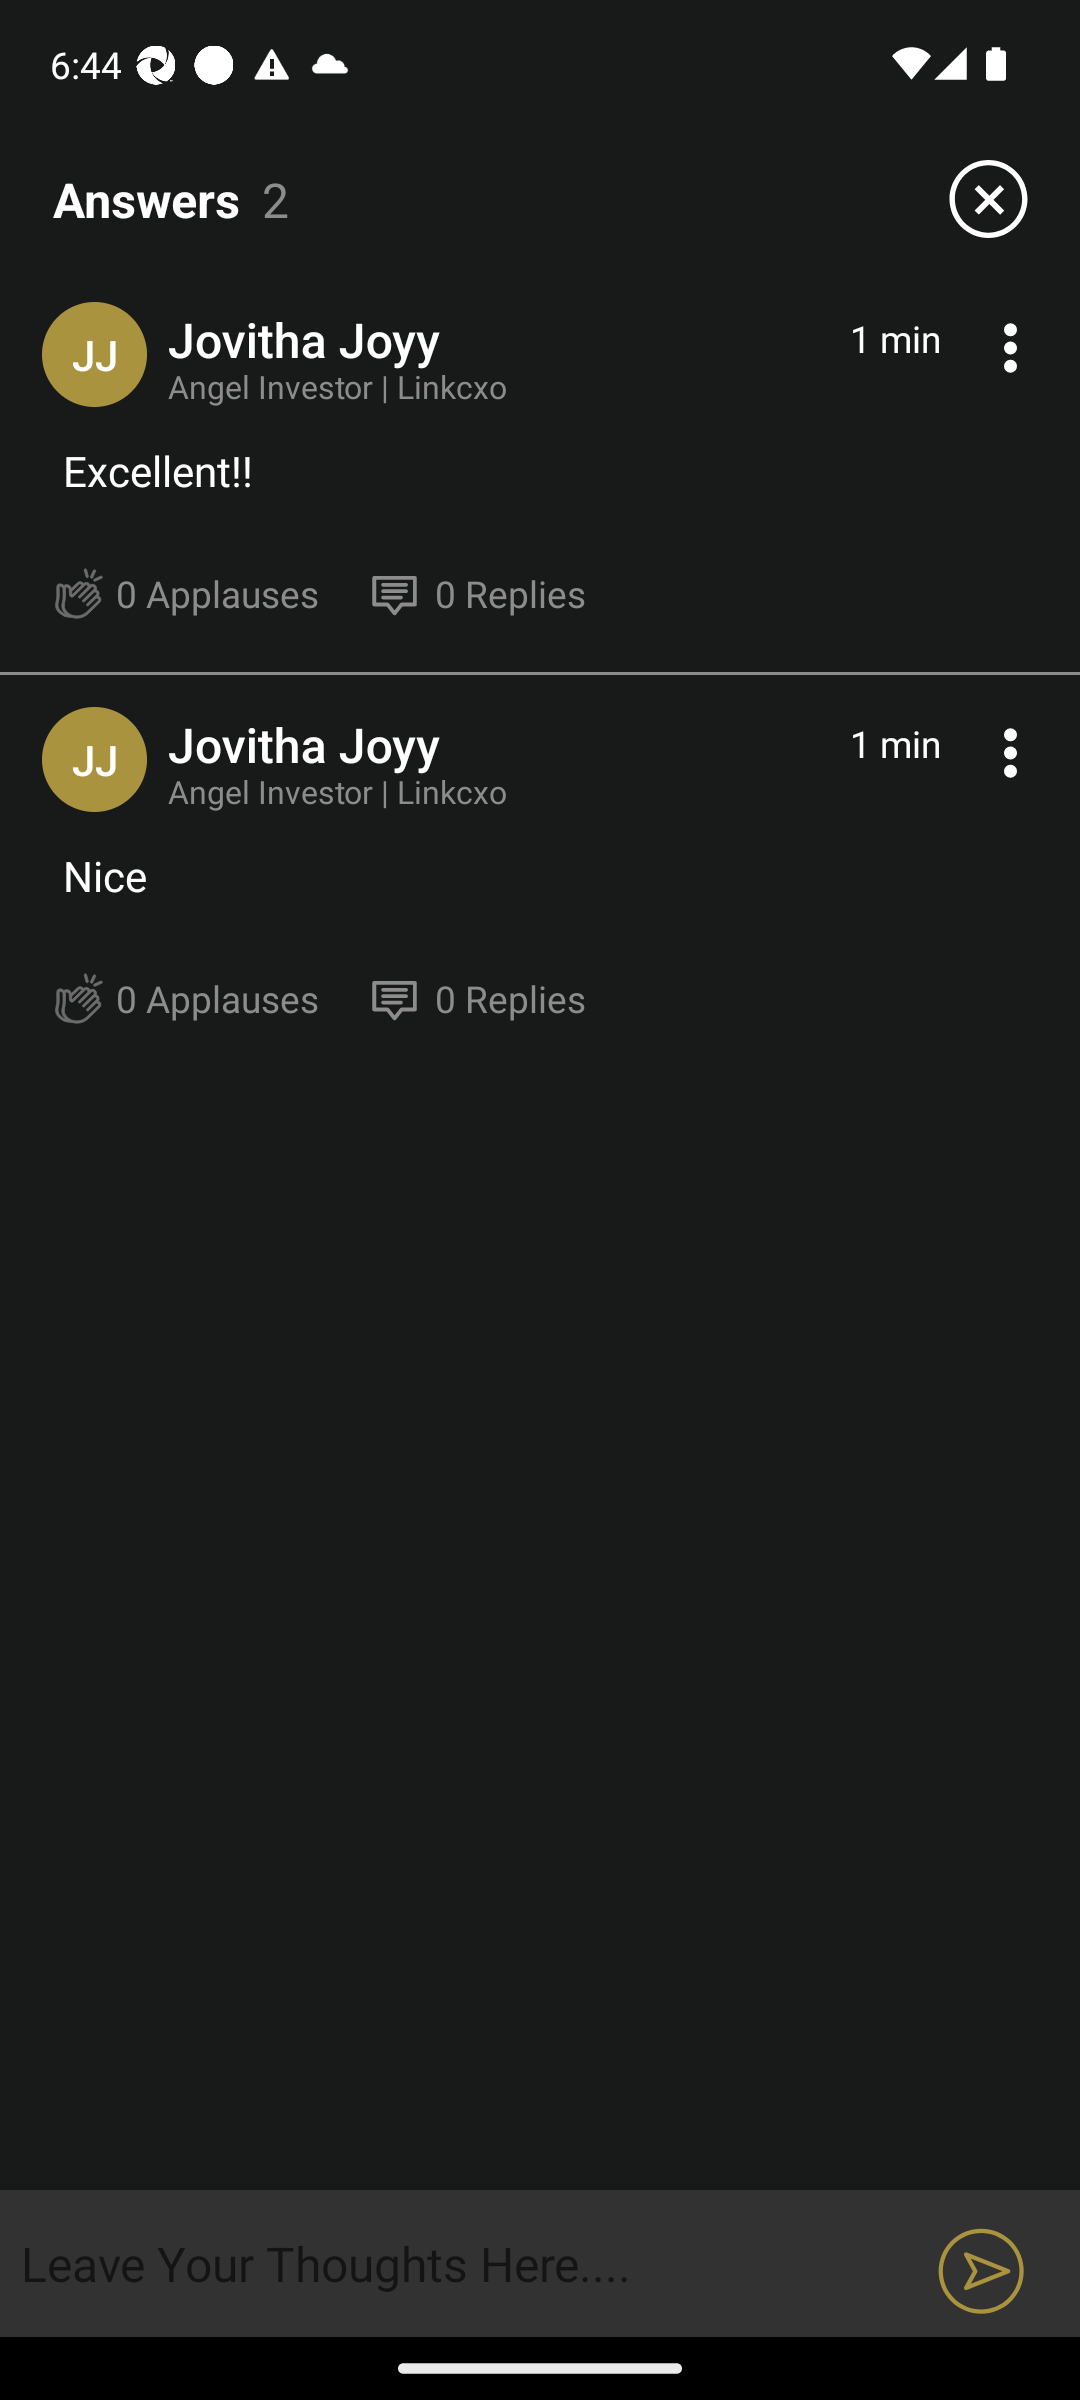 6:44
Answers 2
JJ
Jovitha Joyy
1 min
Angel Investor | Linkcxo
Excellent!!
0 Applauses
0 Replies
JJ
Jovitha Joyy
1 min
Angel Investor | Linkcxo
Nice
0 Applauses
0 Replies
Leave Your Thoughts Here....